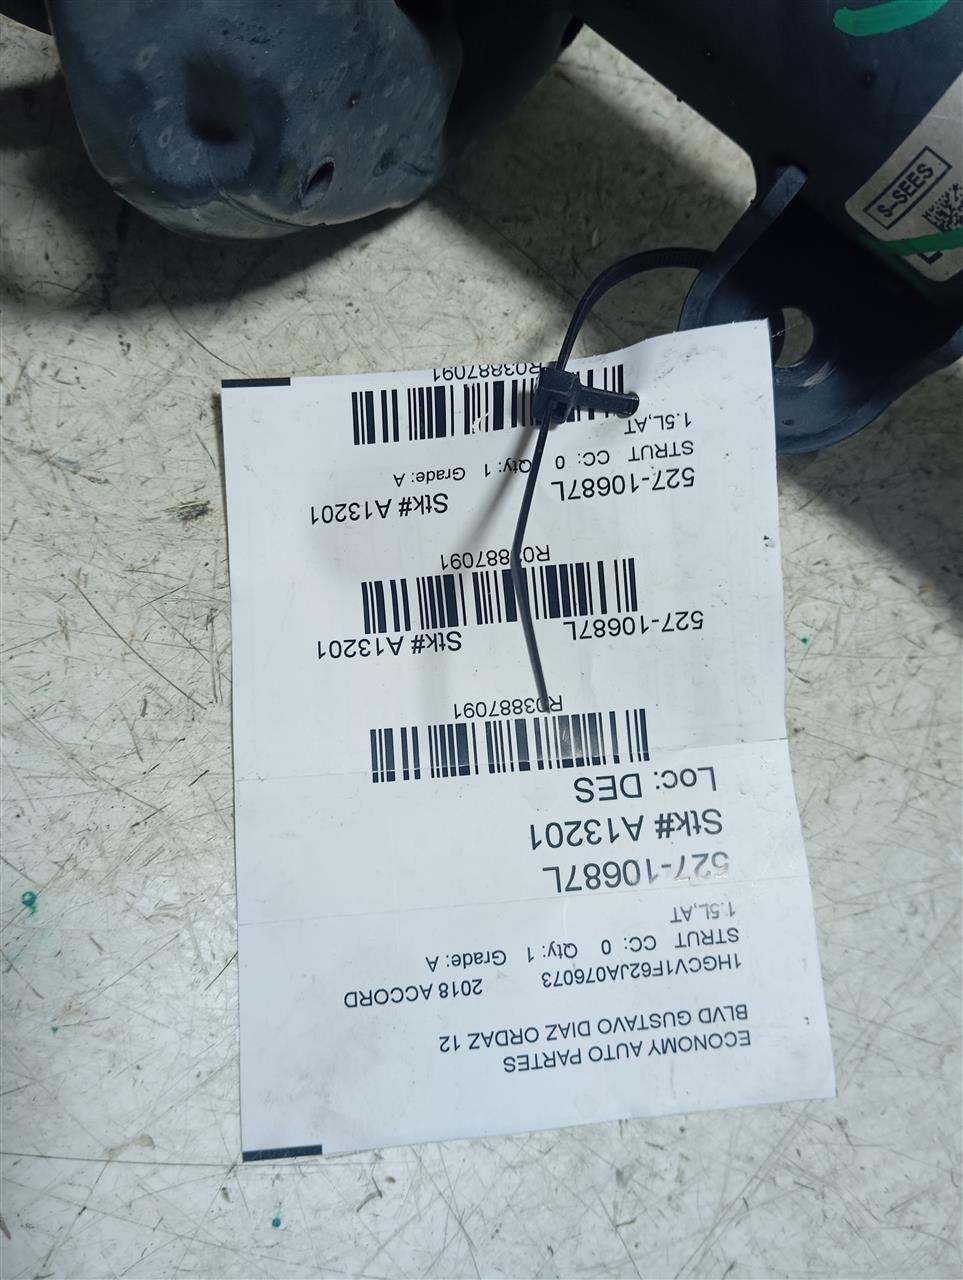 ECONOMY AUTO PARTES
BLVD GUSTAVO DIAZ ORDAZ 12
1HGCV1F62JA076073 2018 ACCORD
STRUT CC: 0 Qty: 1 Grade: A
1.5L,AT
527-10687L
Stk# A13201
Loc: DES
R03887091
527-10687L Stk# A13201
R03887091
527-10687L Stk# A13201
STRUT CC: 0 Qty: 1 Grade: A
1.5L,AT
R03887091
S-SEES